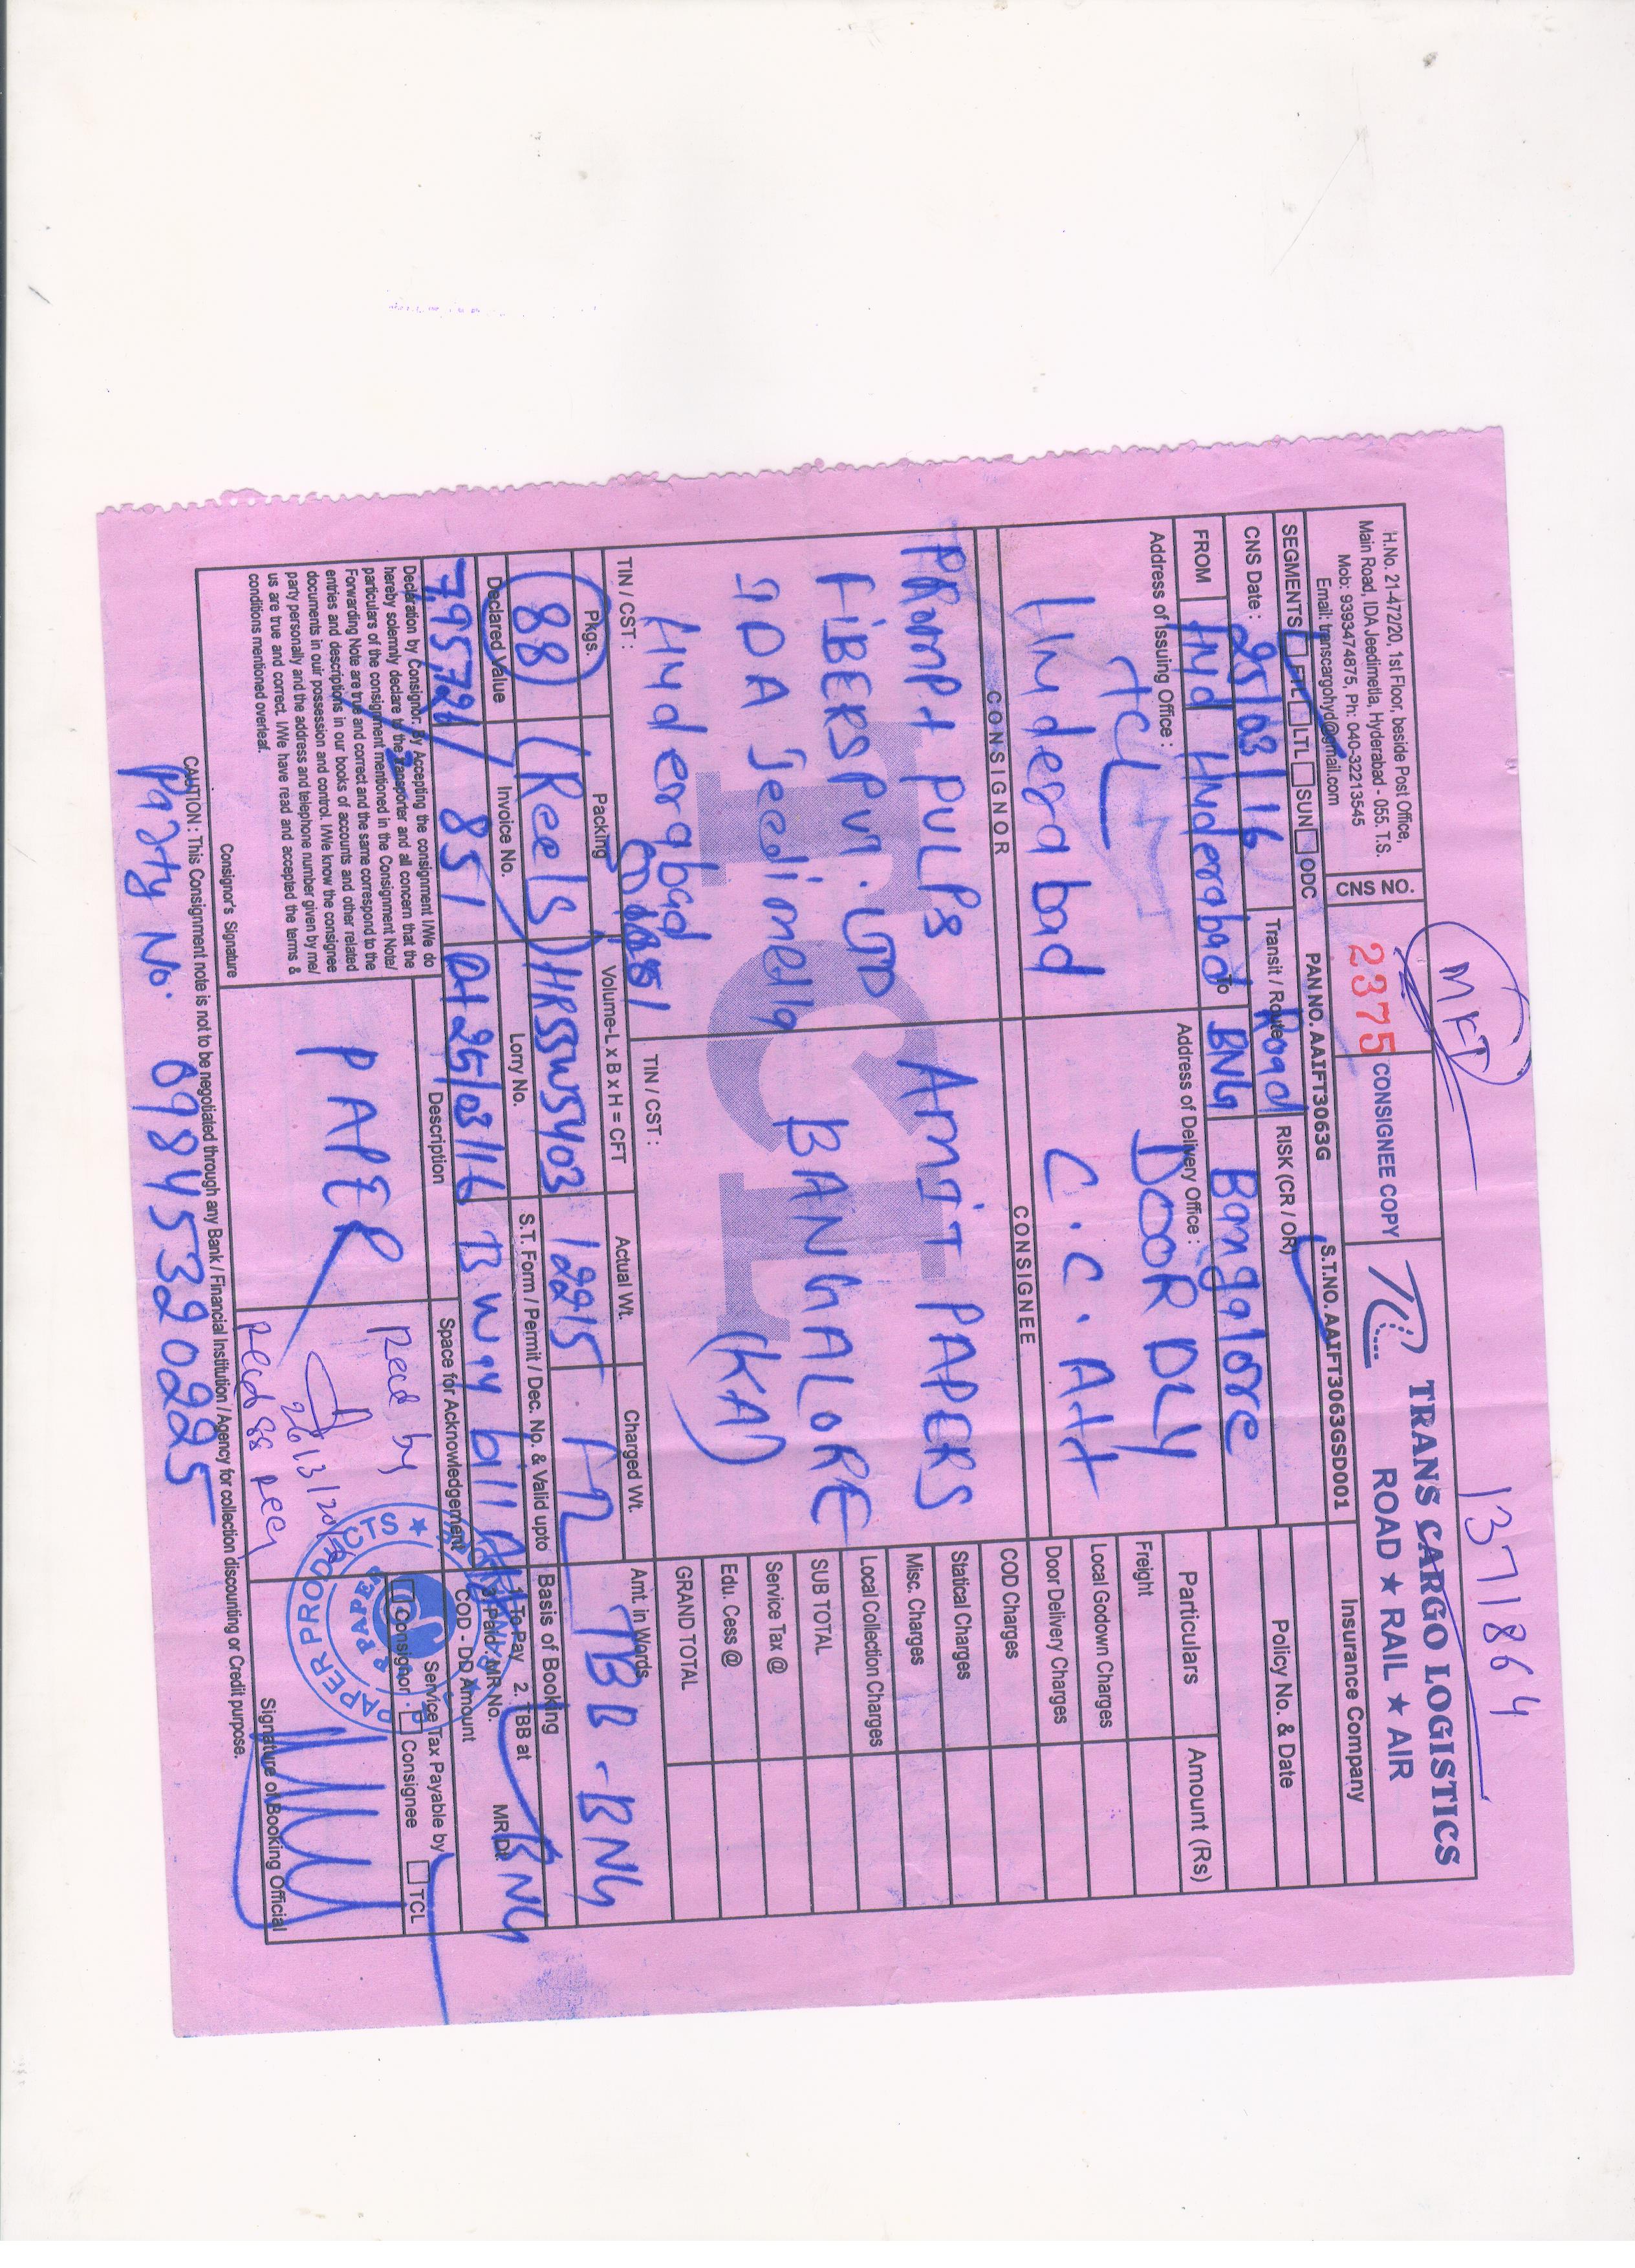 MKT
1371864
H.No. 21-472/20, 1st Floor, beside Post Office,
Main Road, IDA Jeedimetla, Hyderabad - 055. T.S.
Mob: 9393474875, Ph: 040-32213545
Email: transcargohyd@gmail.com
CNS NO.
2375
CONSIGNEE COPY
TRANS CARGO LOGISTICS
ROAD ★ RAIL ★ AIR
SEGMENTS FTL LTL SUN ODC
PAN NO. AAIFT3063G
S.T.NO. AAIFT3063GSD001
Insurance Company
CNS Date : 25/03/16
Transit / Route Road
RISK (CR / OR)
Policy No. & Date
FROM Hyd Hyderabad
To BNG Bangalore
Address of Issuing Office :
TCL
Hyderabad
Address of Delivery Office :
DOOR DLY
C.C. Att
Particulars Amount (Rs)
Freight
Local Godown Charges
Door Delivery Charges
COD Charges
Statical Charges
Misc. Charges
Local Collection Charges
SUB TOTAL
Service Tax @
Edu. Cess @
GRAND TOTAL
CONSIGNOR
PROMPT PULPS
FIBERS PVT. LTD
IDA Jeedimetla
Hyderabad
TIN / CST :
CONSIGNEE
AMIT PAPERS
BANGALORE
(KA)
TIN / CST :
TCL
Pkgs. Packing Volume-L x B x H = CFT Actual Wt. Charged Wt. Amt. in Words
88 (Reels) HR55W5403 12215 TBB - BNG
Declared Value Invoice No. Lorry No. S.T. Form / Permit / Dec. No. & Valid upto Basis of Booking
7,95,726/ 851 Dt 25/03/16 B way bill
1. To Pay 2. TBB at BNG
3. Paid / MR No. MR Dt.
COD - DD Amount
Declaration by Consignor: By Accepting the consignment I/We do
hereby solemnly declare to the Transporter and all concern that the
particulars of the consignment mentioned in the Consignment Note/
Forwarding Note are true and correct and the same correspond to the
entries and descriptions in our books of accounts and other related
documents in ouir possession and control. I/We know the consignee
party personally and the address and telephone number given by me/
us are true and correct. I/We have read and accepted the terms &
conditions mentioned overleaf.
Consignor's Signature
Description
PAPER
Space for Acknowledgement
Recd by
Service Tax Payable by
Consignor Consignee TCL
PAPER PRODUCTS
Signature of Booking Official
CAUTION : This Consignment note is not to be negotiated through any Bank / Financial Institution / Agency for collection discounting or Credit purpose.
Party No. 09845320225